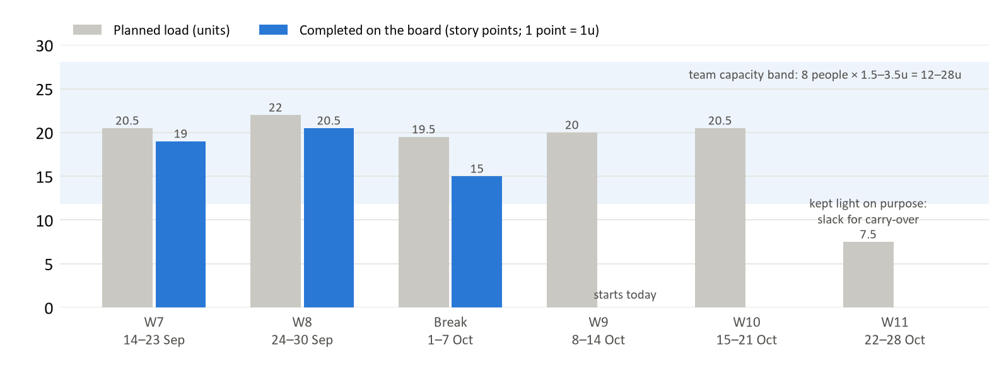 Planned load (units)
Completed on the board (story points; 1 point = 1u)
30
team capacity band: 8 people × 1.5–3.5u = 12–28u
25
22
20.5
20.5
20.5
19
19.5
20
20
15
15
kept light on purpose:
slack for carry-over
10
7.5
5
starts today
0
W7
W8
Break
W9
W10
W11
14–23 Sep
24–30 Sep
1–7 Oct
8–14 Oct
15–21 Oct
22–28 Oct